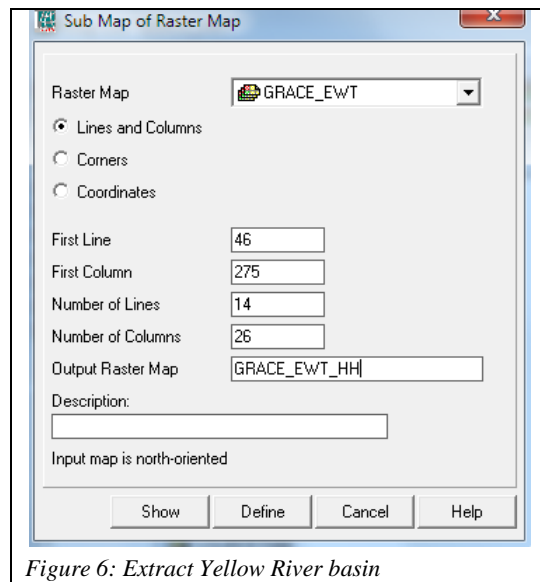 Sub Map of Raster Map
Raster Map GRACE_EWT
Lines and Columns
Corners
Coordinates
First Line 46
First Column 275
Number of Lines 14
Number of Columns 26
Output Raster Map GRACE_EWT_HH
Description:
Input map is north-oriented
Show Define Cancel Help
Figure 6: Extract Yellow River basin